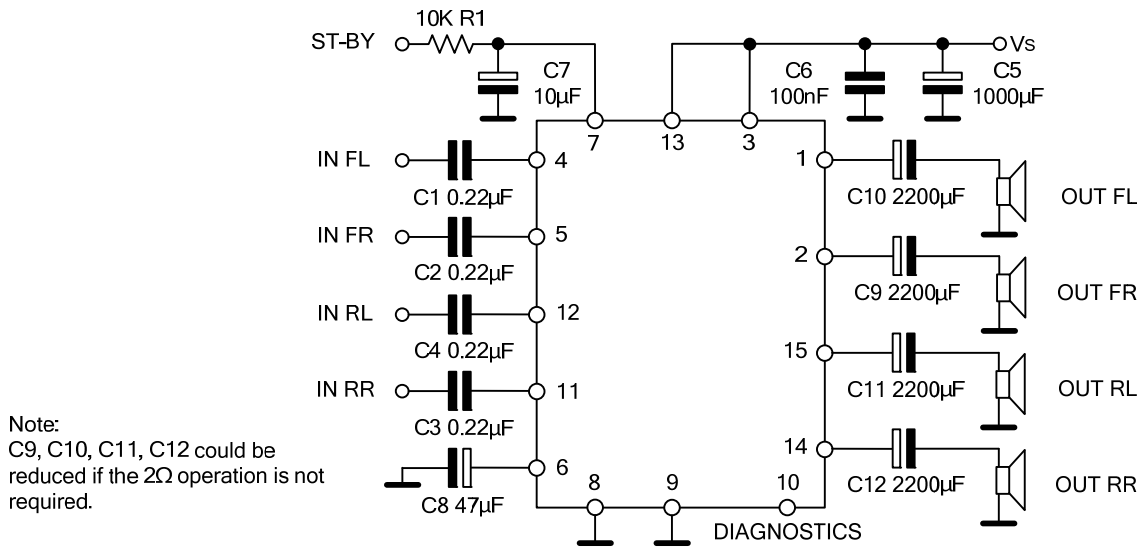 10K R1
ST-BY
C7
10µF
C6
100nF
Vs
C5
1000µF
7
13
3
IN FL
C1 0.22µF
4
1
C10 2200µF
OUT FL
IN FR
C2 0.22µF
5
2
C9 2200µF
OUT FR
IN RL
C4 0.22µF
12
15
C11 2200µF
OUT RL
IN RR
C3 0.22µF
11
14
C12 2200µF
OUT RR
C8 47µF
6
8
9
10
DIAGNOSTICS
Note:
C9, C10, C11, C12 could be
reduced if the 2Ω operation is not
required.